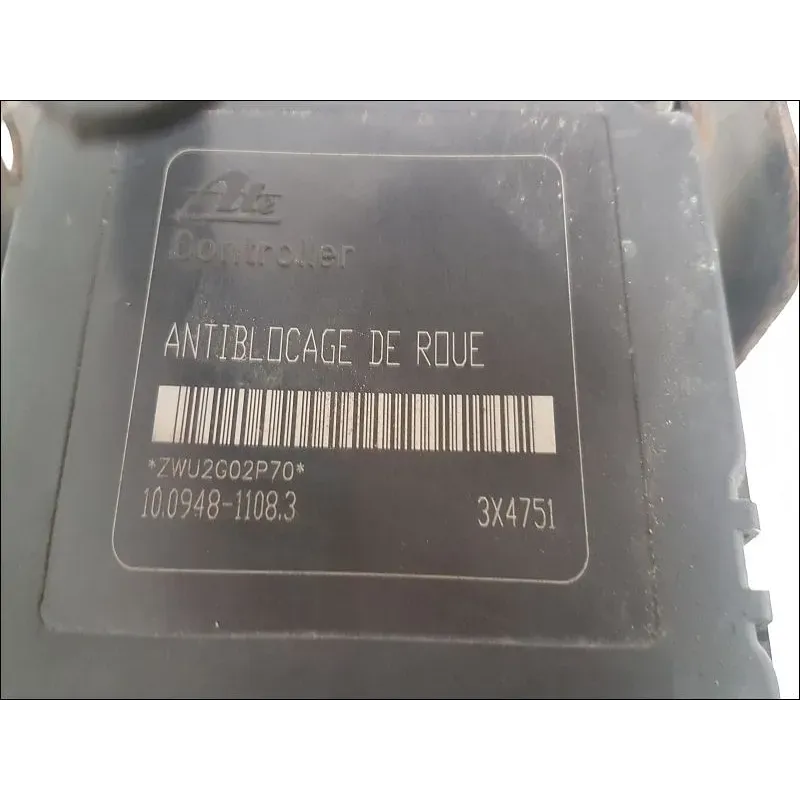 Ate
Controller
ANTIBLOCAGE DE ROUE
*ZWU2G02P70*
10.0948-1108.3 3X4751